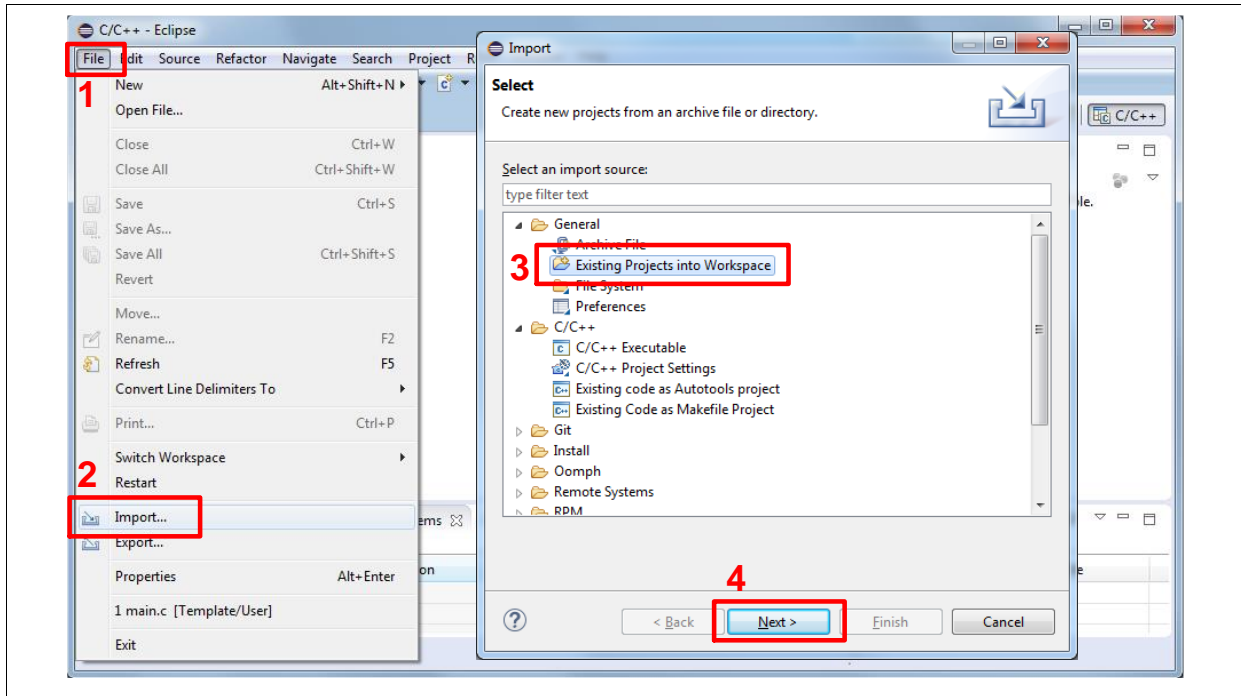 C/C++ - Eclipse
File Edit Source Refactor Navigate Search Project R
1
New Alt+Shift+N
Open File...
Close Ctrl+W
Close All Ctrl+Shift+W
Save Ctrl+S
Save As...
Save All Ctrl+Shift+S
Revert
Move...
Rename... F2
Refresh F5
Convert Line Delimiters To
Print... Ctrl+P
Switch Workspace
2
Restart
Import...
Export...
Properties Alt+Enter
1 main.c [Template/User]
Exit
ems
on
Import
Select
Create new projects from an archive file or directory.
Select an import source:
type filter text
General
Archive File
3
Existing Projects into Workspace
File System
Preferences
C/C++
C/C++ Executable
C/C++ Project Settings
Existing code as Autotools project
Existing Code as Makefile Project
Git
Install
Oomph
Remote Systems
RPM
4
? < Back Next > Finish Cancel
C/C++
le.
e